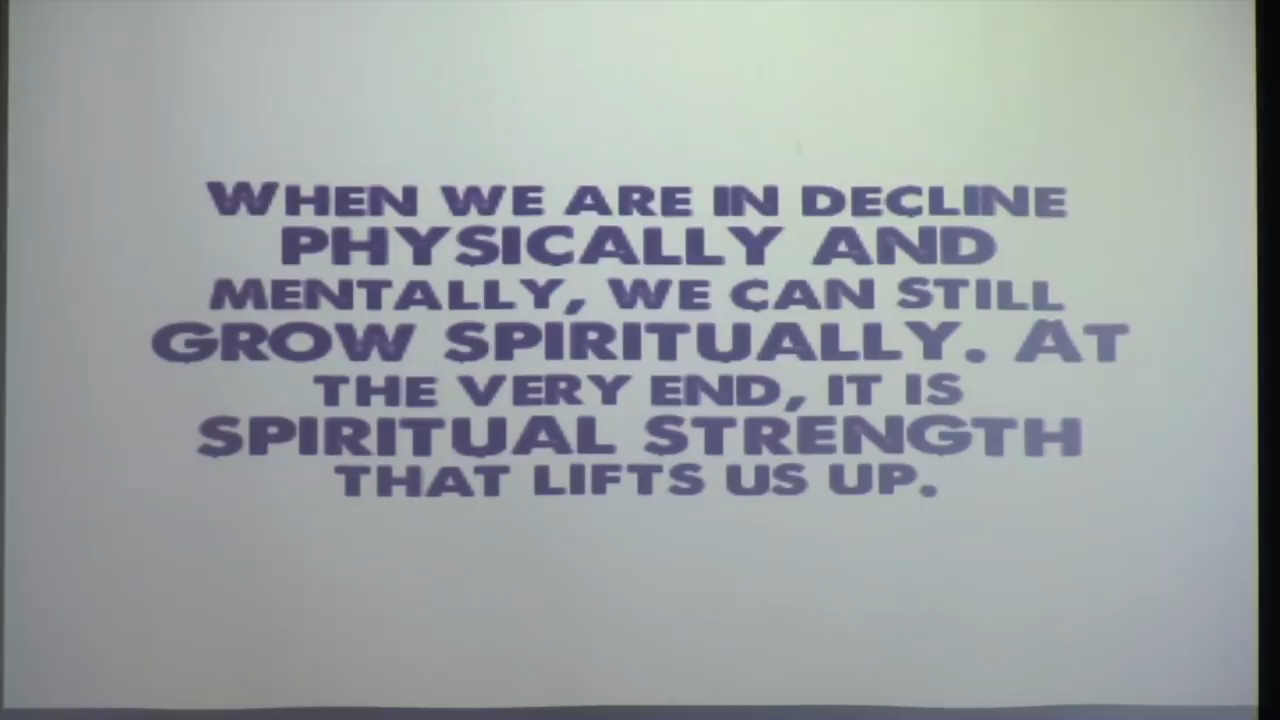 WHEN WE ARE IN DECLINE
PHYSICALLY AND
MENTALLY, WE CAN STILL
GROW SPIRITUALLY. AT
THE VERY END, IT IS
SPIRITUAL STRENGTH
THAT LIFTS US UP.